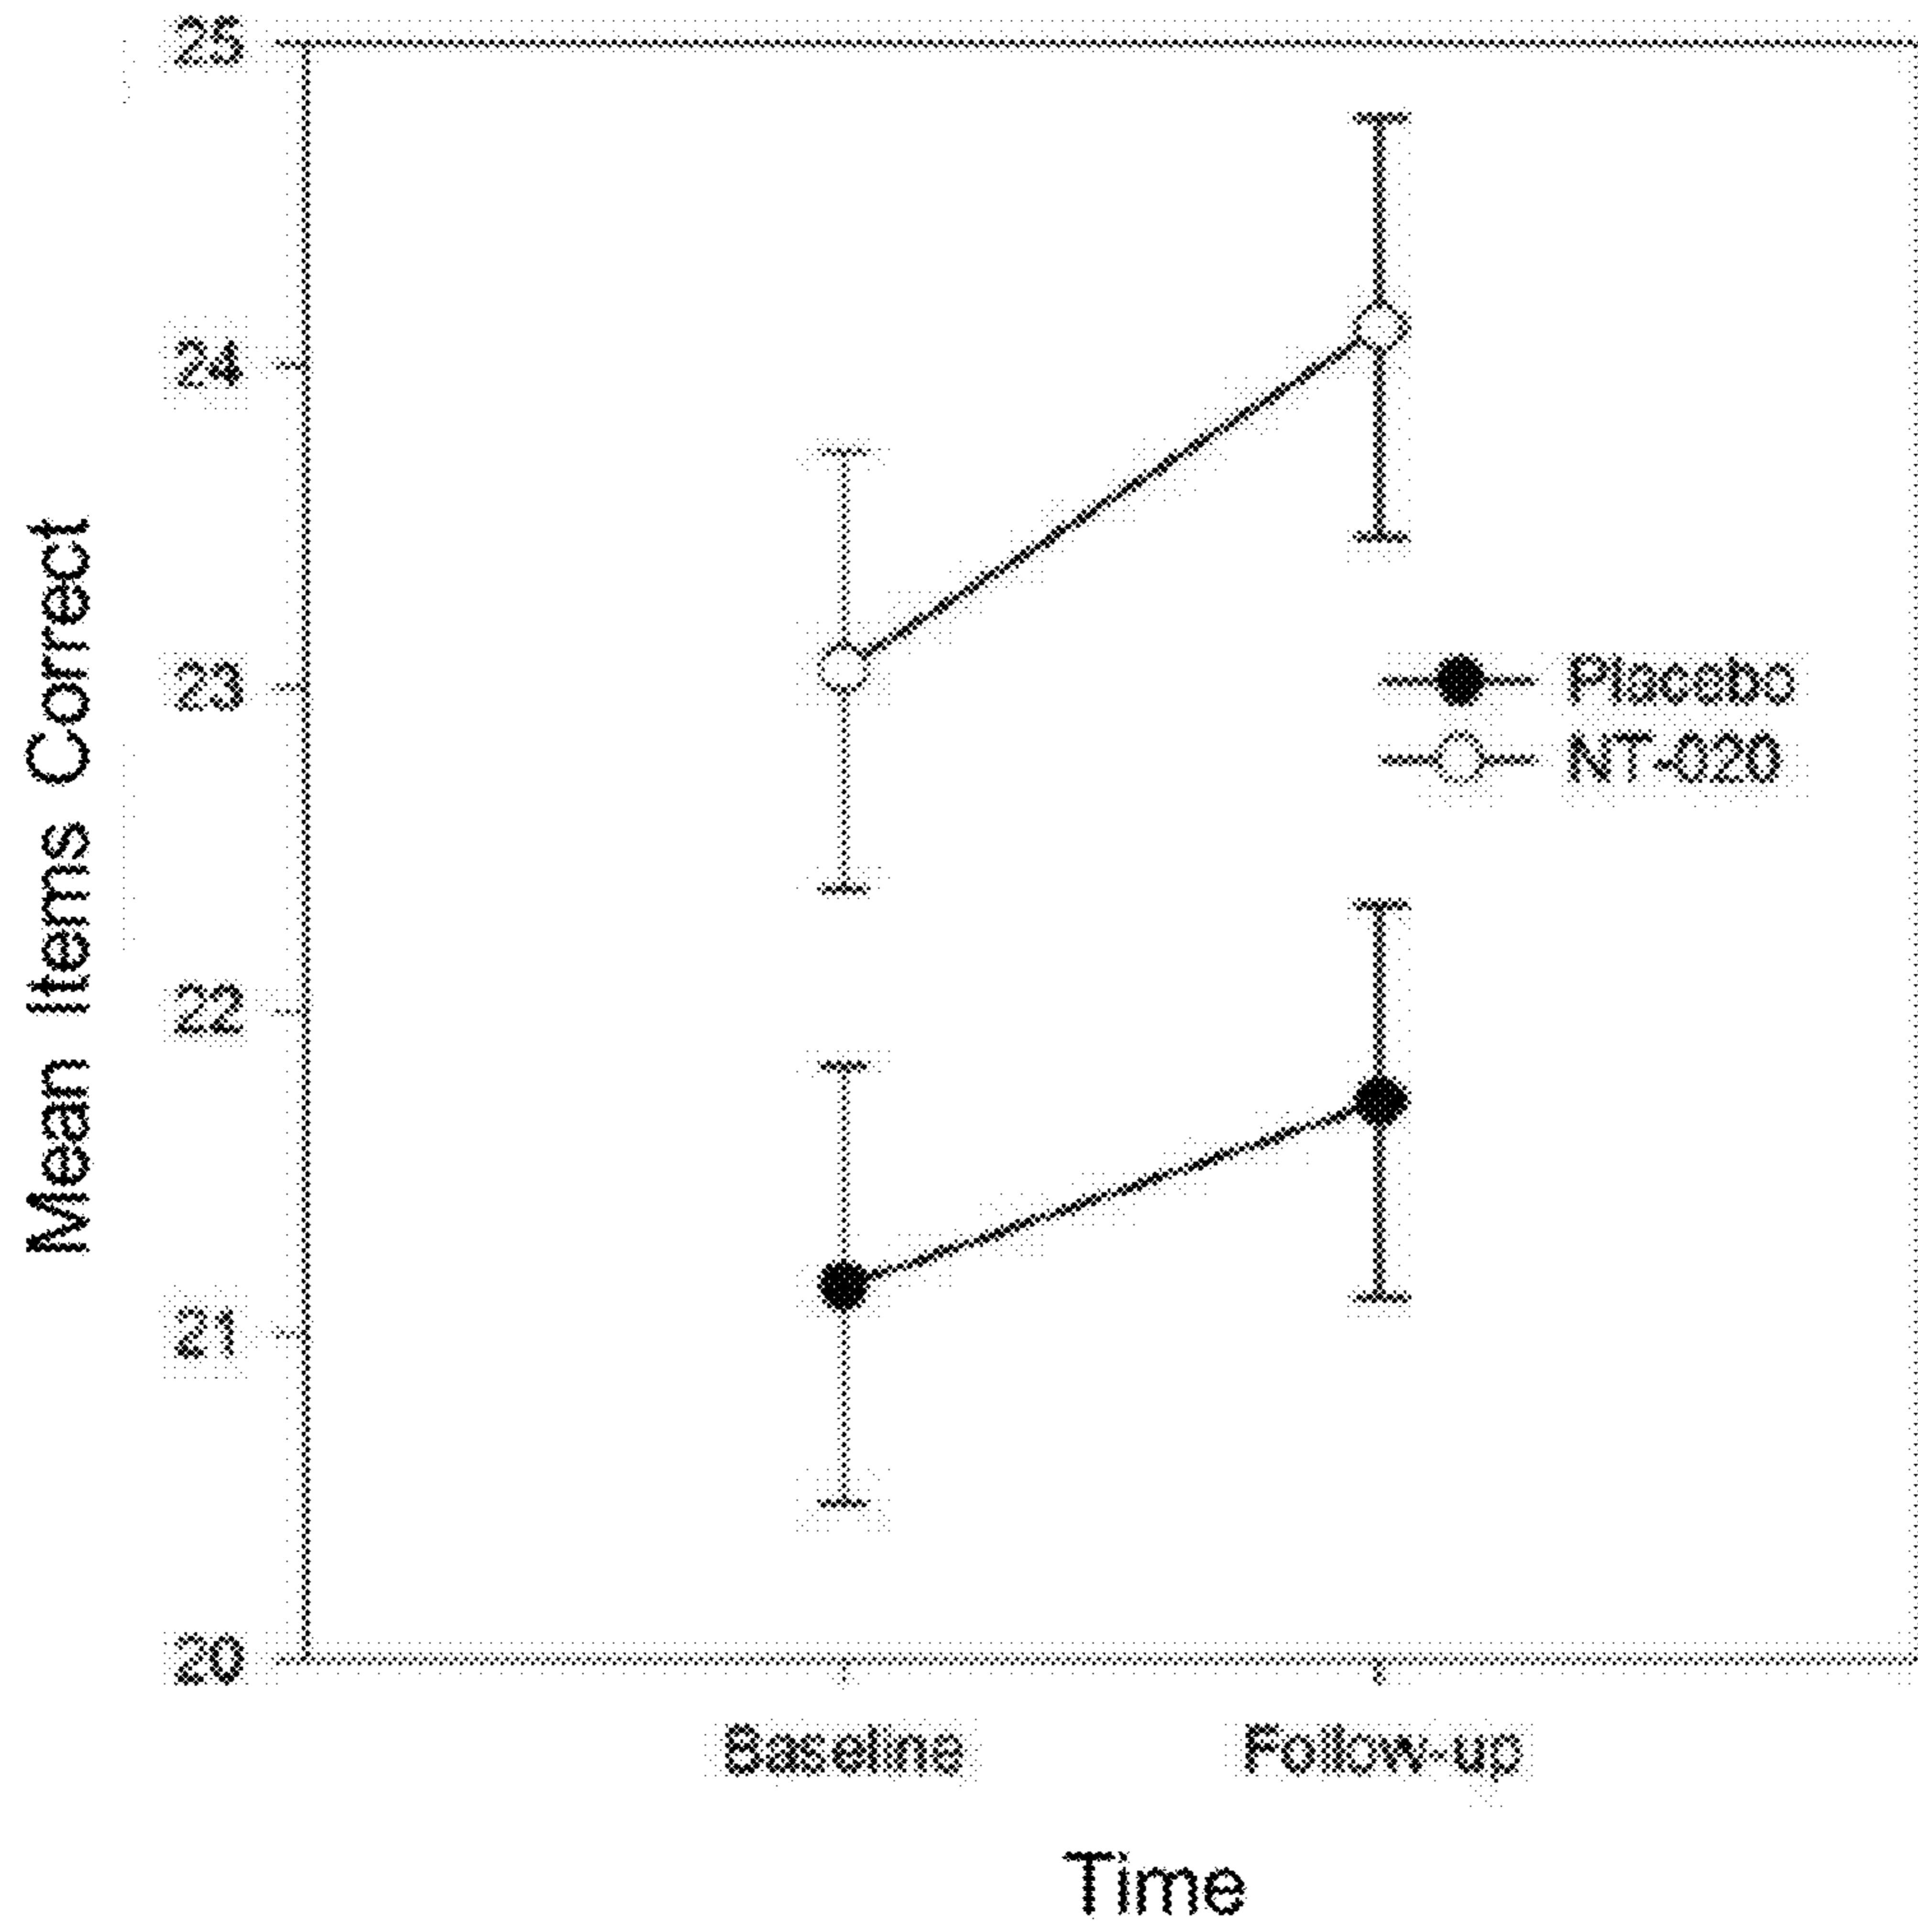 25
24
23
22
21
20
Mean Items Correct
Placebo
NT-020
Baseline
Follow-up
Time